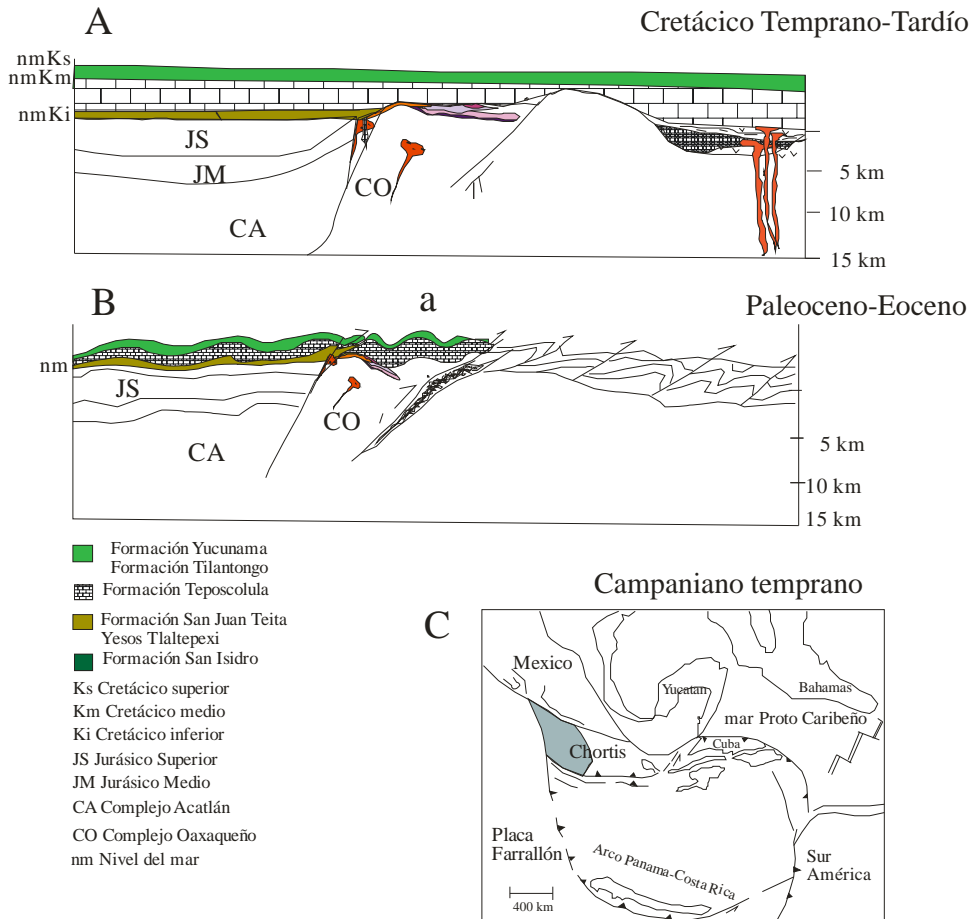 A
Cretácico Temprano-Tardío
nmKs
nmKm
nmKi
JS
JM
CO
CA
5 km
10 km
15 km
B
a
Paleoceno-Eoceno
nm
JS
CO
CA
5 km
10 km
15 km
Formación Yucunama
Formación Tilantongo
Formación Teposcolula
Formación San Juan Teita
Yesos Tlaltepexi
Formación San Isidro
Ks Cretácico superior
Km Cretácico medio
Ki Cretácico inferior
JS Jurásico Superior
JM Jurásico Medio
CA Complejo Acatlán
CO Complejo Oaxaqueño
nm Nivel del mar
Campaniano temprano
C
Mexico
Yucatan
Bahamas
mar Proto Caribeño
Chortis
Cuba
Placa
Farrallón
Arco Panama-Costa Rica
Sur
América
400 km